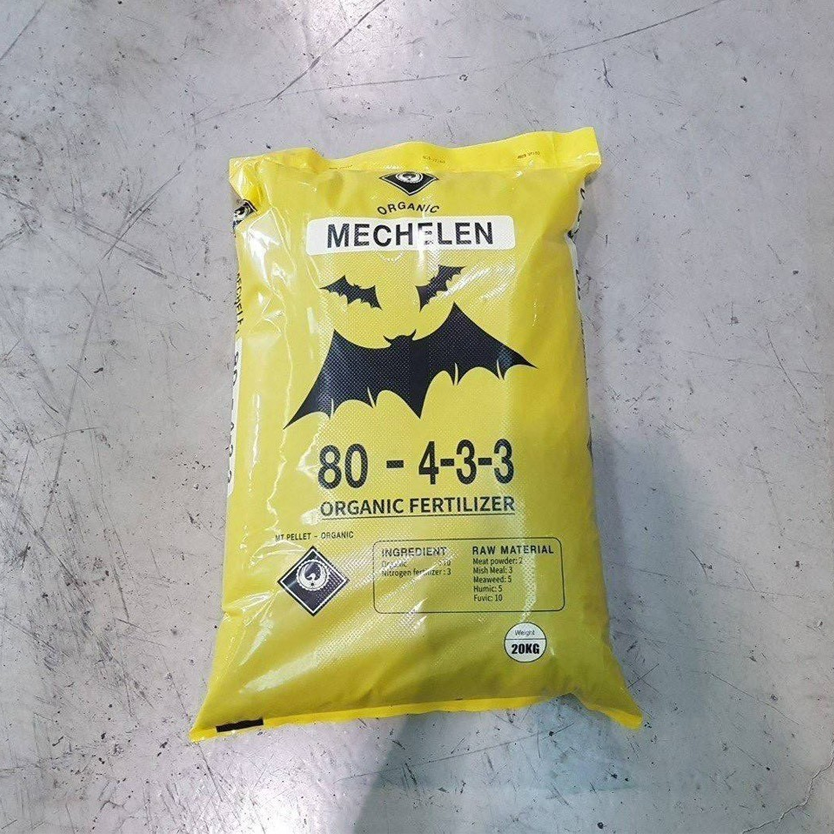 ORGANIC
MECHELEN
80 - 4-3-3
ORGANIC FERTILIZER
MT PELLET - ORGANIC
INGREDIENT
Nitrogen fertilizer : 3
RAW MATERIAL
Meat powder: 2
Mish Meal: 3
Meaweed: 5
Humic: 5
Fuvic: 10
Weight
20KG